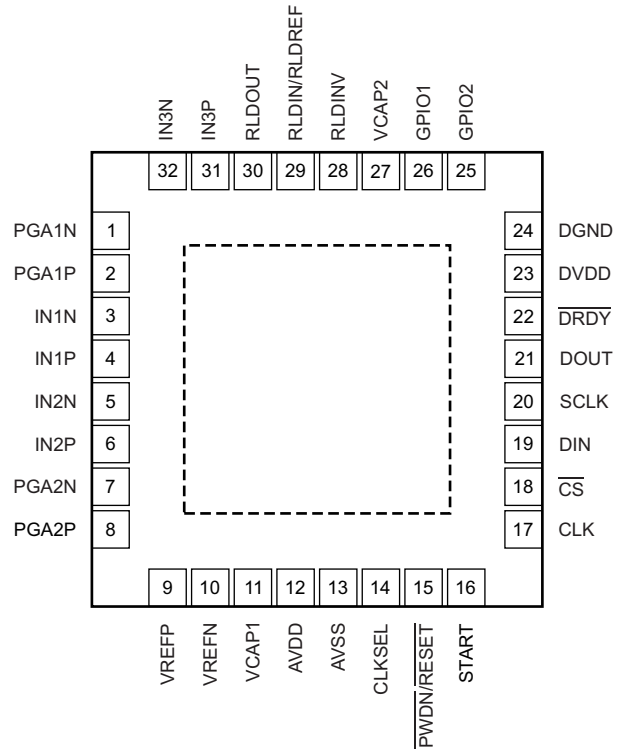 IN3N
IN3P
RLDOUT
RLDIN/RLDREF
RLDINV
VCAP2
GPIO1
GPIO2
32 31 30 29 28 27 26 25
PGA1N 1
PGA1P 2
IN1N 3
IN1P 4
IN2N 5
IN2P 6
PGA2N 7
PGA2P 8
24 DGND
23 DVDD
22 DRDY
21 DOUT
20 SCLK
19 DIN
18 CS
17 CLK
9 10 11 12 13 14 15 16
VREFP
VREFN
VCAP1
AVDD
AVSS
CLKSEL
PWDN/RESET
START